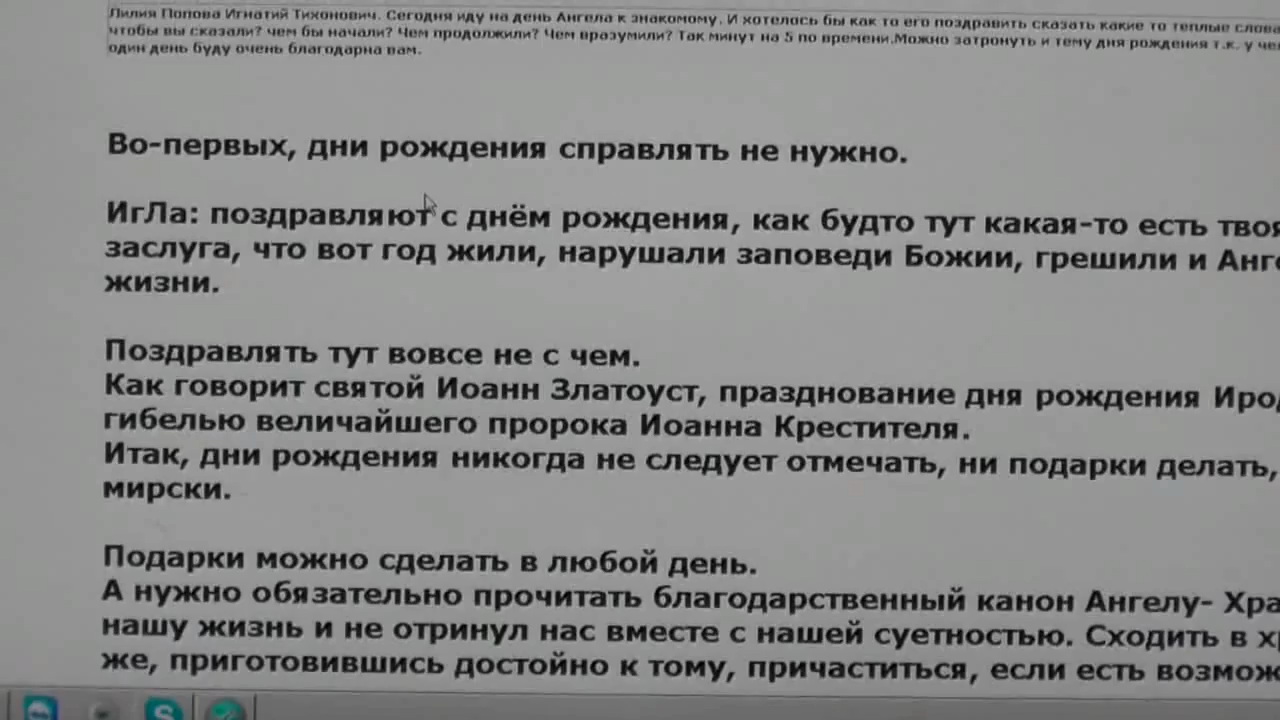 Лилия Попова Игнатий Тихонович. Сегодня иду на день Ангела к знакомому. И хотелось бы как то его поздравить сказать какие то теплые слова
чтобы вы сказали? чем бы начали? Чем продолжили? Чем вразумили? Так минут на 5 по времени.Можно затронуть и тему дня рождения т.к. у
один день буду очень благодарна вам.
Во-первых, дни рождения справлять не нужно.
ИгЛа: поздравляют с днём рождения, как будто тут какая-то есть
заслуга, что вот год жили, нарушали заповеди Божии, грешили и
жизни.
Поздравлять тут вовсе не с чем.
Как говорит святой Иоанн Златоуст, празднование дня рождения
гибелью величайшего пророка Иоанна Крестителя.
Итак, дни рождения никогда не следует отмечать, ни подарки делать,
мирски.
Подарки можно сделать в любой день.
А нужно обязательно прочитать благодарственный канон Ангелу-
нашу жизнь и не отринул нас вместе с нашей суетностью. Сходить в
же, приготовившись достойно к тому, причаститься, если есть